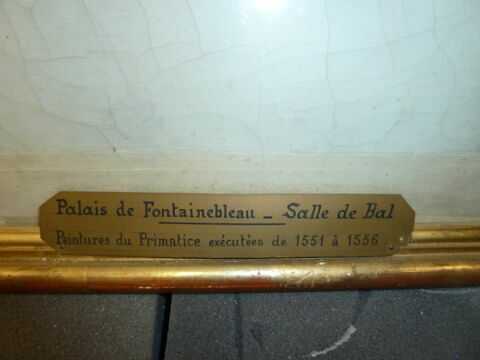 Palais de Fontainebleau - Salle de Bal
Peintures du Primatice exécutées de 1551 à 1556